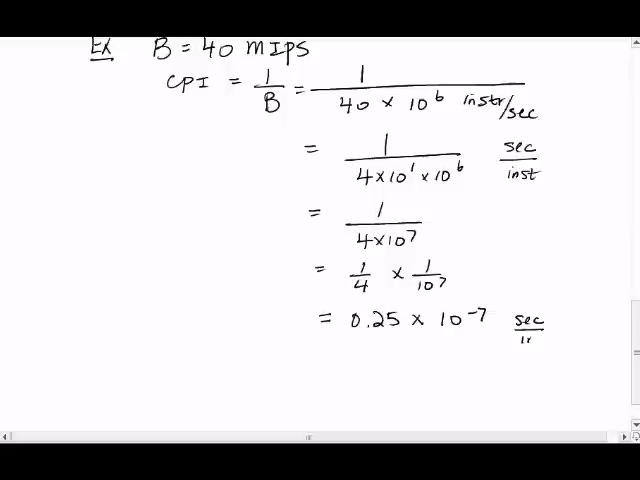 Ex B = 40 MIPS
CPI = 1/B = 1/(40 × 10^6 instr/sec)
= 1/(4×10^1 × 10^6) sec/inst
= 1/(4×10^7)
= 1/4 × 1/10^7
= 0.25 × 10^-7 sec/in